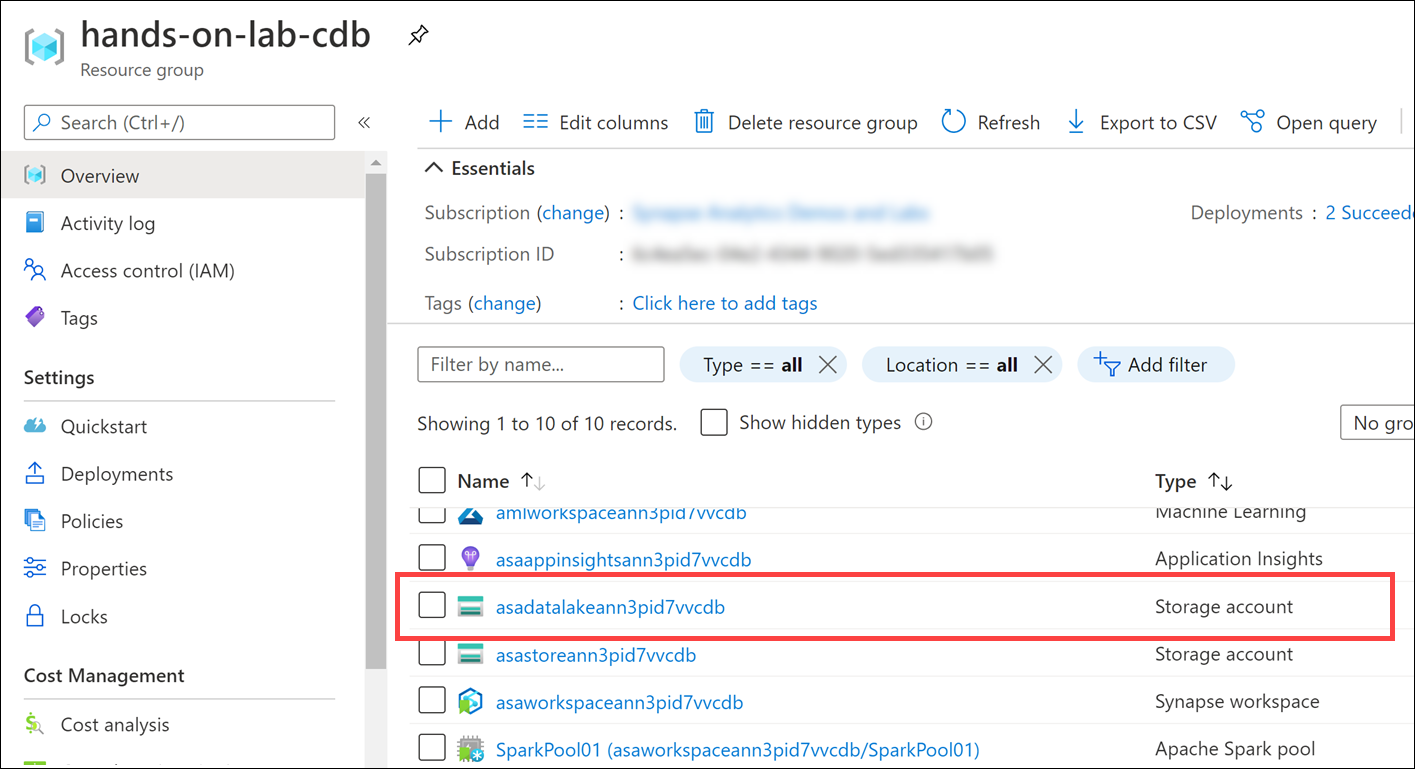 hands-on-lab-cdb
Resource group
Search (Ctrl+/)
«
Overview
Activity log
Access control (IAM)
Tags
Settings
Quickstart
Deployments
Policies
Properties
Locks
Cost Management
Cost analysis
Add Edit columns Delete resource group Refresh Export to CSV Open query
Essentials
Subscription (change) :
Deployments : 2 Succeede
Subscription ID :
Tags (change) : Click here to add tags
Filter by name... Type == all Location == all Add filter
Showing 1 to 10 of 10 records. Show hidden types No gro
Name Type
amlworkspaceann3pid7vvcdb Machine Learning
asaappinsightsann3pid7vvcdb Application Insights
asadatalakeann3pid7vvcdb Storage account
asastoreann3pid7vvcdb Storage account
asaworkspaceann3pid7vvcdb Synapse workspace
SparkPool01 (asaworkspaceann3pid7vvcdb/SparkPool01) Apache Spark pool